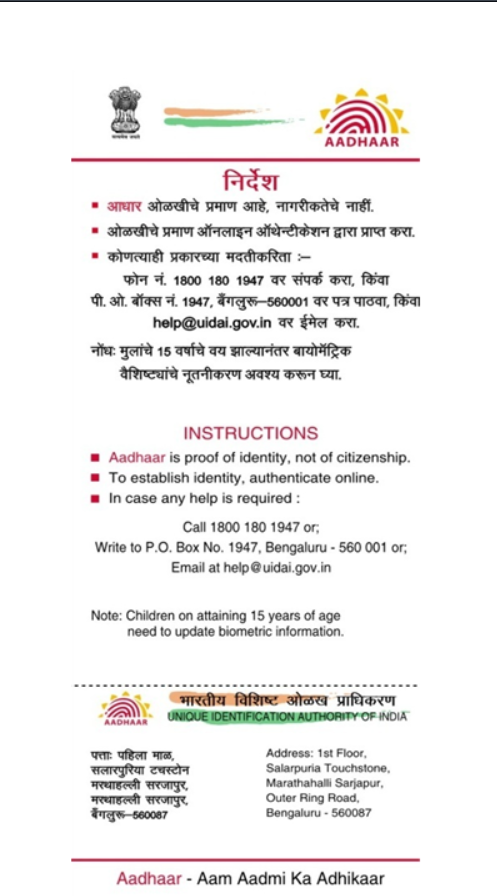 AADHAAR
निर्देश
आधार ओळखीचे प्रमाण आहे, नागरीकतेचे नाहीं.
ओळखीचे प्रमाण ऑनलाइन ऑथेन्टीकेशन द्वारा प्राप्त करा.
कोणत्याही प्रकारच्या मदतीकरिता :–
फोन नं. 1800 180 1947 वर संपर्क करा, किंवा
पी. ओ. बॉक्स नं. 1947, बैंगलुरू–560001 वर पत्र पाठवा, किंवा
help@uidai.gov.in वर ईमेल करा.
नोंधः मुलांचे 15 वर्षाचे वय झाल्यानंतर बायोमॅट्रिक
वैशिष्ट्यांचे नूतनीकरण अवश्य करून घ्या.
INSTRUCTIONS
Aadhaar is proof of identity, not of citizenship.
To establish identity, authenticate online.
In case any help is required :
Call 1800 180 1947 or;
Write to P.O. Box No. 1947, Bengaluru - 560 001 or;
Email at help@uidai.gov.in
Note: Children on attaining 15 years of age
need to update biometric information.
AADHAAR
भारतीय विशिष्ट ओळख प्राधिकरण
UNIQUE IDENTIFICATION AUTHORITY OF INDIA
पत्ताः पहिला माळ,
सलारपुरिया टचस्टोन
मरथाहल्ली सरजापुर,
मरथाहल्ली सरजापुर,
बैंगलुरू–560087
Address: 1st Floor,
Salarpuria Touchstone,
Marathahalli Sarjapur,
Outer Ring Road,
Bengaluru - 560087
Aadhaar - Aam Aadmi Ka Adhikaar